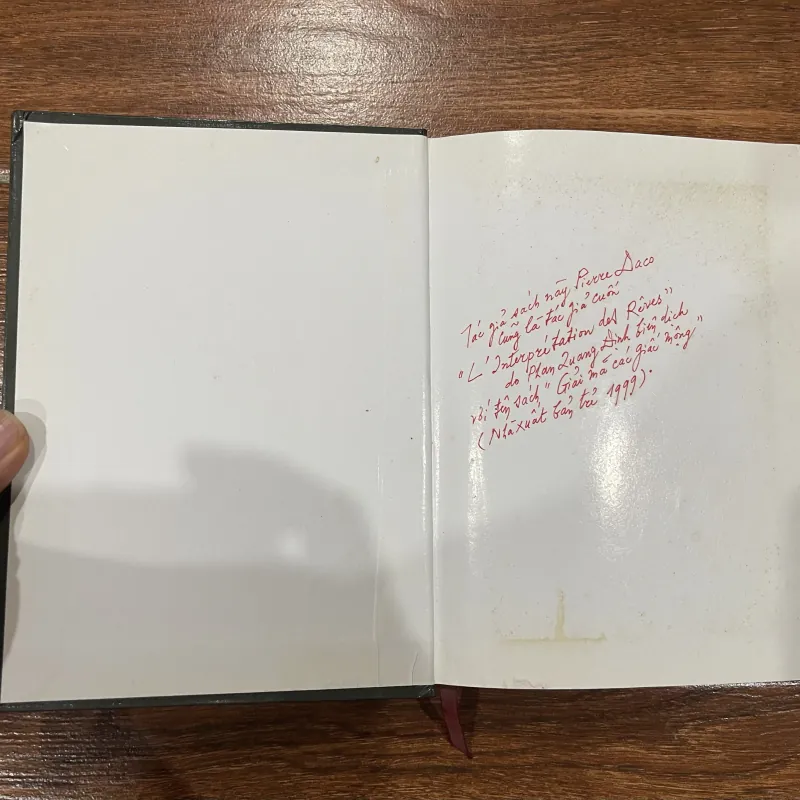 Tác giả sách này Pierre Daco
cũng là tác giả cuốn
"L'Interprétation des Rêves"
do Phan Quang Định biên dịch
với tên sách "Giải mã các giấc mộng"
(Nhà xuất bản trẻ 1999).